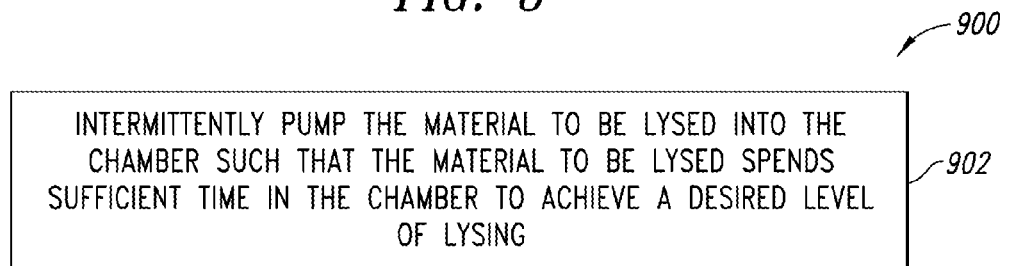 FIG.
900
INTERMITTENTLY PUMP THE MATERIAL TO BE LYSED INTO THE
CHAMBER SUCH THAT THE MATERIAL TO BE LYSED SPENDS
SUFFICIENT TIME IN THE CHAMBER TO ACHIEVE A DESIRED LEVEL
OF LYSING
902